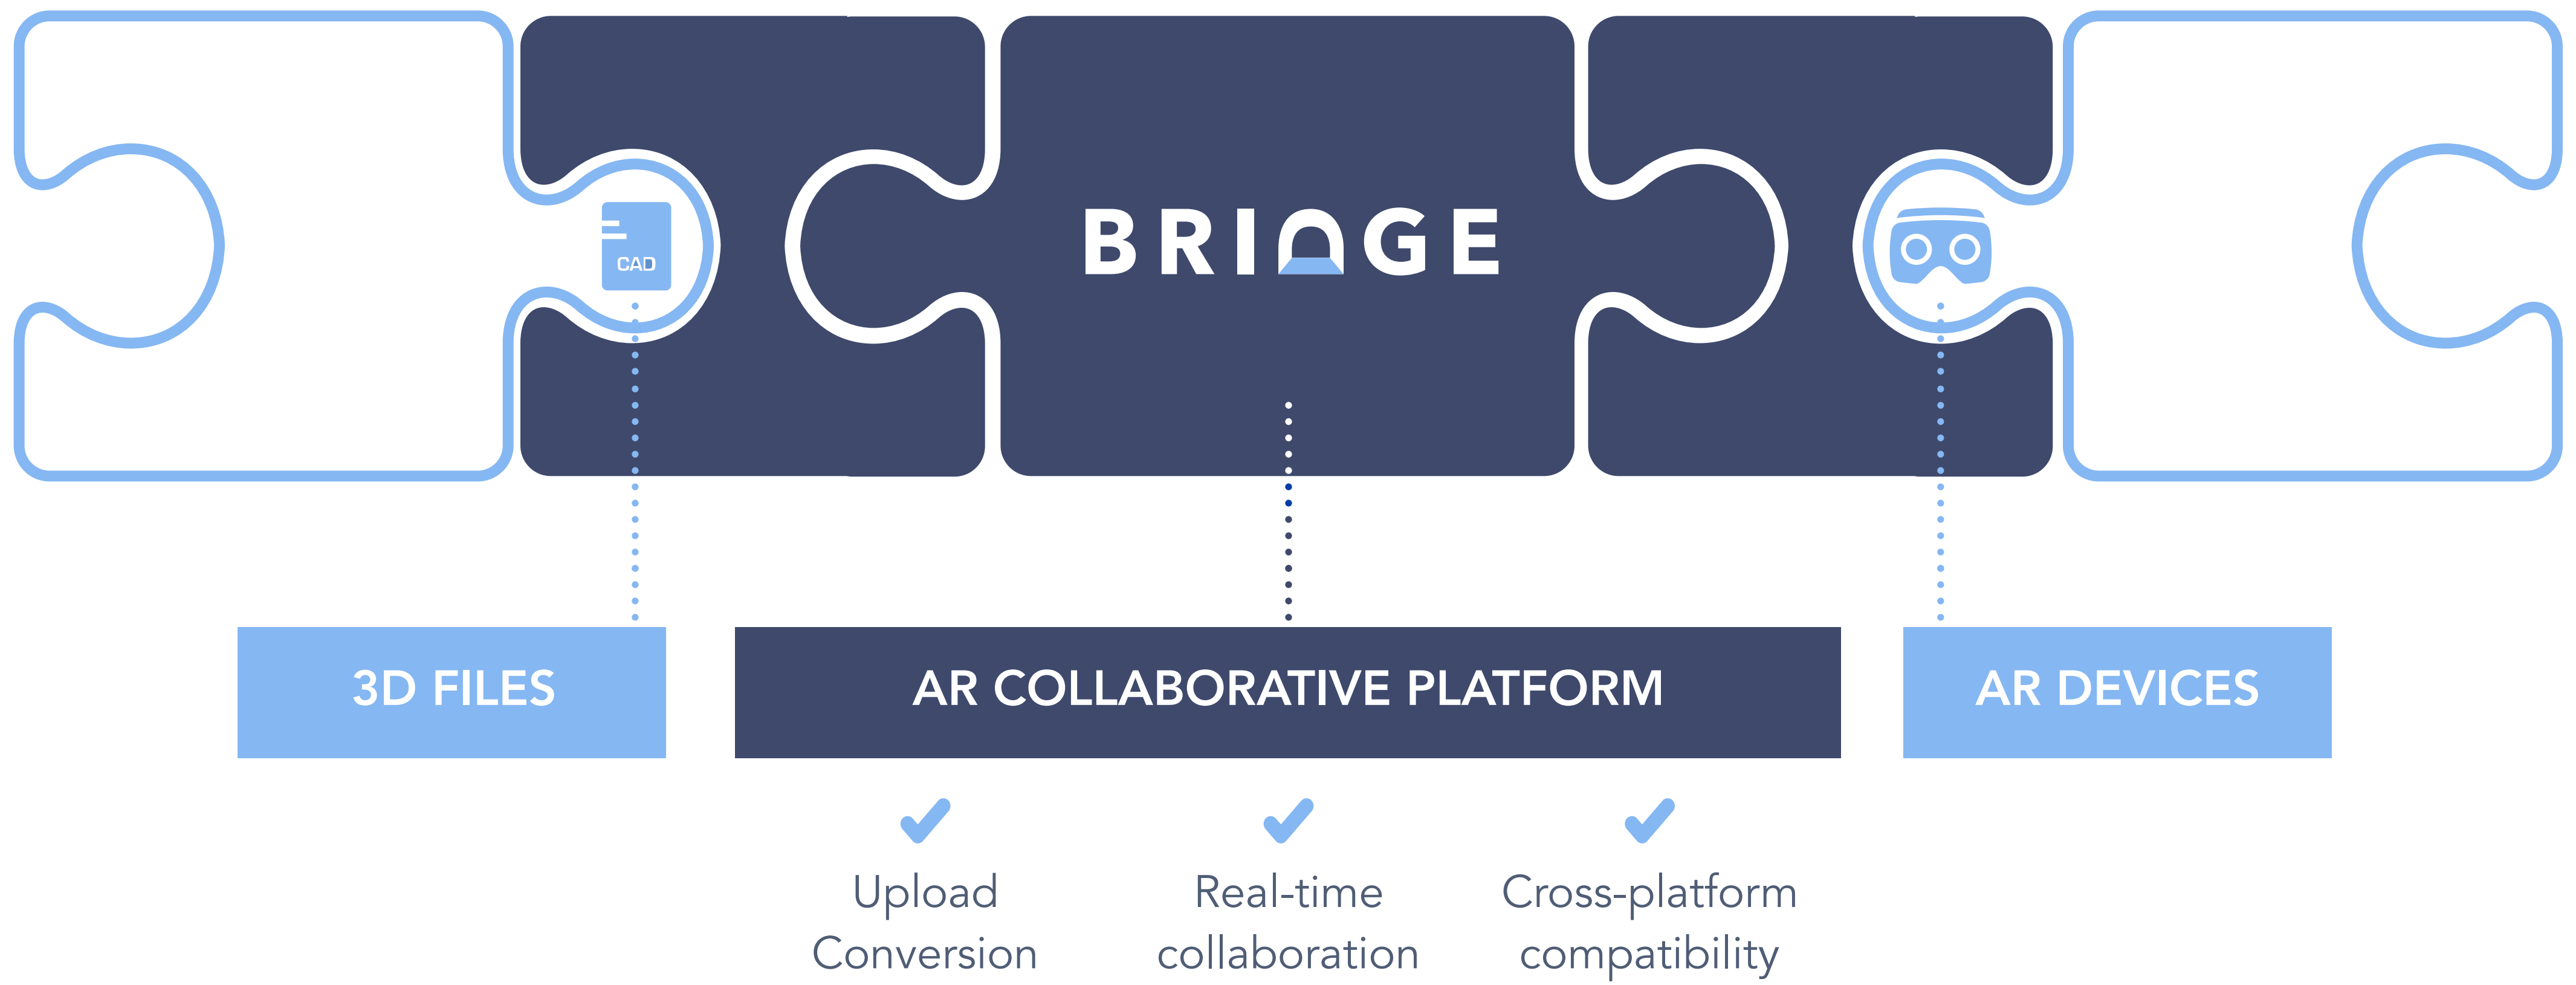 CAD
BRIDGE
3D FILES
AR COLLABORATIVE PLATFORM
AR DEVICES
Upload
Conversion
Real-time
collaboration
Cross-platform
compatibility